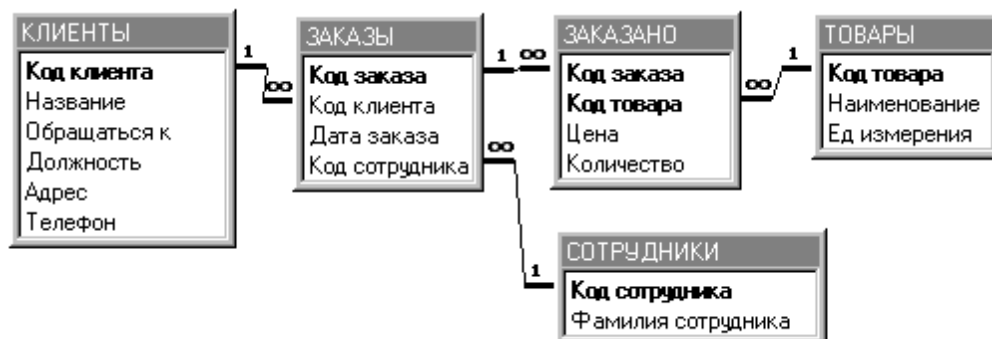 КЛИЕНТЫ
Код клиента
Название
Обращаться к
Должность
Адрес
Телефон
1
∞
ЗАКАЗЫ
Код заказа
Код клиента
Дата заказа
Код сотрудника
1
∞
ЗАКАЗАНО
Код заказа
Код товара
Цена
Количество
∞
1
ТОВАРЫ
Код товара
Наименование
Ед измерения
∞
1
СОТРУДНИКИ
Код сотрудника
Фамилия сотрудника